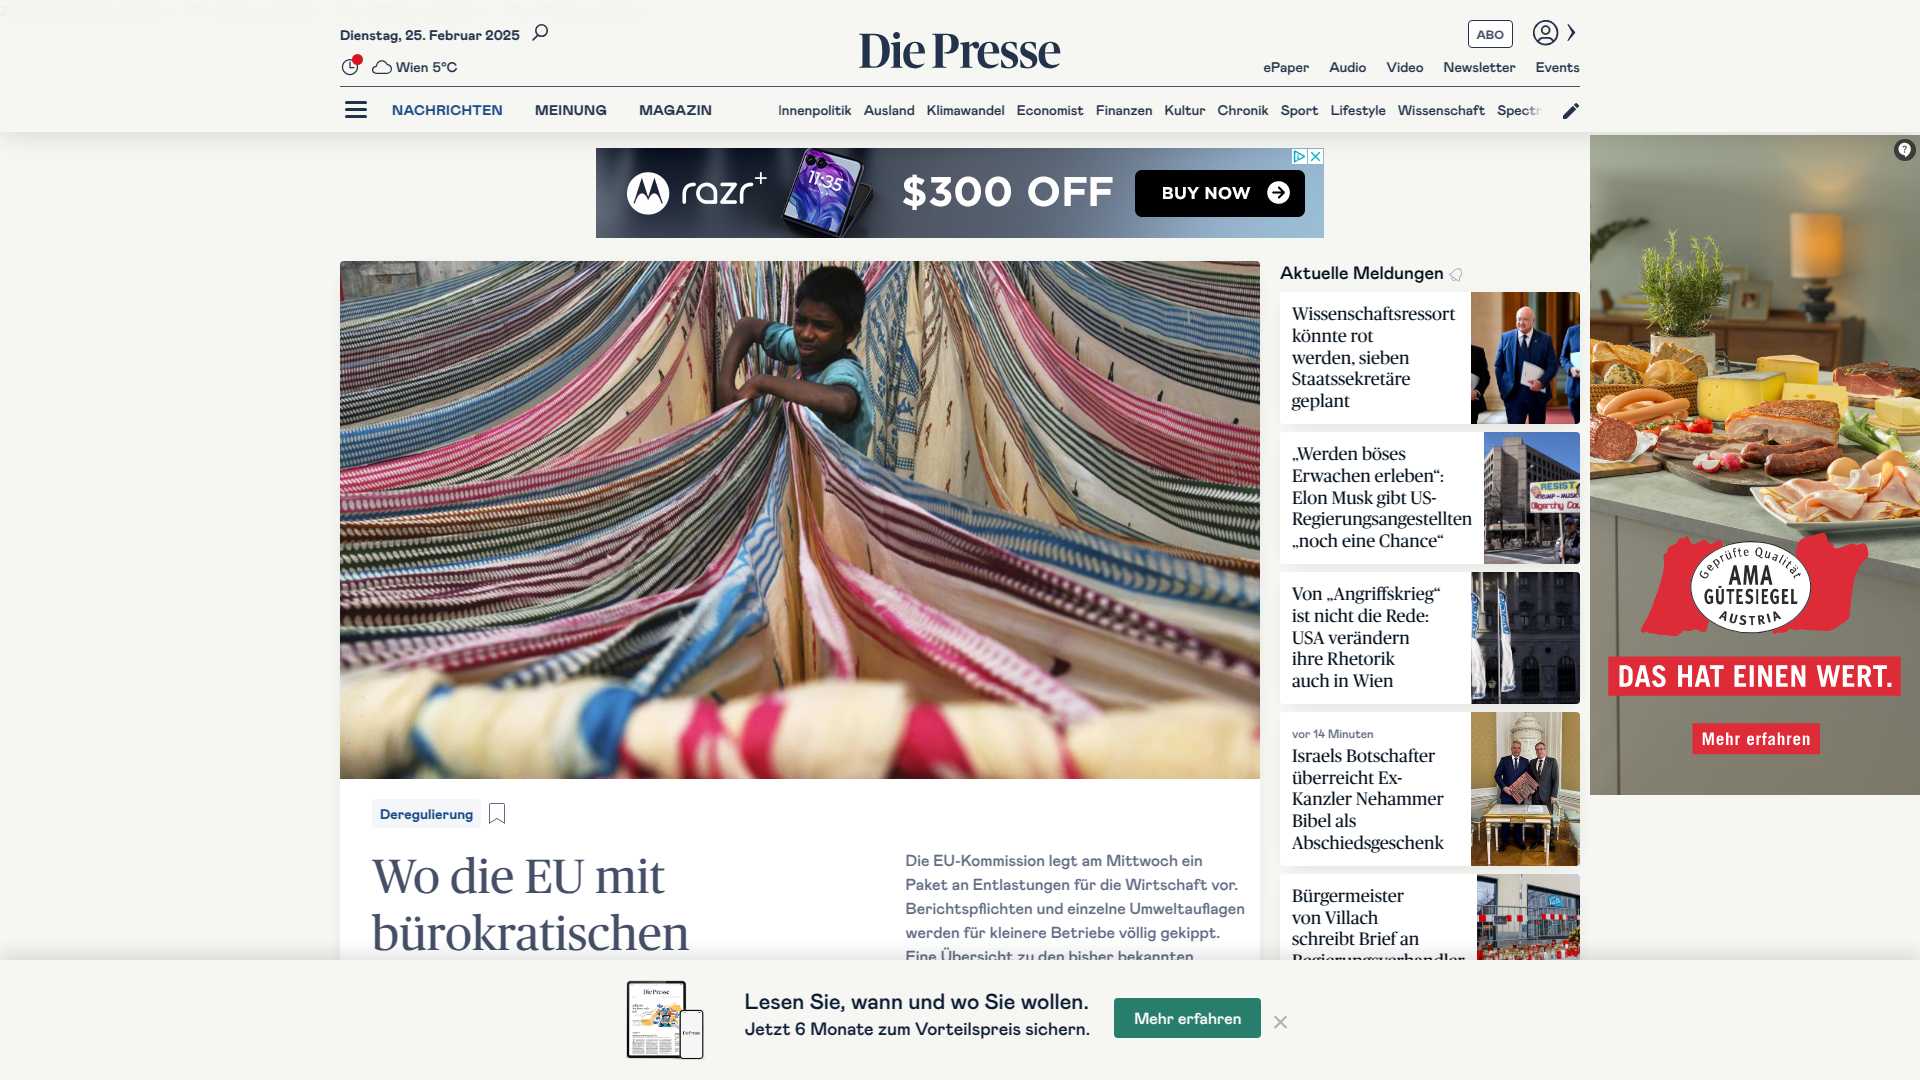 Dienstag, 25. Februar 2025
Wien 5°C
Die Presse
ABO
ePaper Audio Video Newsletter Events
NACHRICHTEN MEINUNG MAGAZIN
Innenpolitik Ausland Klimawandel Economist Finanzen Kultur Chronik Sport Lifestyle Wissenschaft Spectr
razr+
11:35
$300 OFF
BUY NOW
Aktuelle Meldungen
Wissenschaftsressort
könnte rot
werden, sieben
Staatssekretäre
geplant
„Werden böses
Erwachen erleben“:
Elon Musk gibt US-
Regierungsangestellten
„noch eine Chance“
RESIST
Von „Angriffskrieg“
ist nicht die Rede:
USA verändern
ihre Rhetorik
auch in Wien
vor 14 Minuten
Israels Botschafter
überreicht Ex-
Kanzler Nehammer
Bibel als
Abschiedsgeschenk
Bürgermeister
von Villach
schreibt Brief an
Regierungsverhandler
Geprüfte Qualität
AMA
GÜTESIEGEL
AUSTRIA
DAS HAT EINEN WERT.
Mehr erfahren
Deregulierung
Wo die EU mit
bürokratischen
Die EU-Kommission legt am Mittwoch ein
Paket an Entlastungen für die Wirtschaft vor.
Berichtspflichten und einzelne Umweltauflagen
werden für kleinere Betriebe völlig gekippt.
Eine Übersicht zu den bisher bekannten
Die Presse
Lesen Sie, wann und wo Sie wollen.
Jetzt 6 Monate zum Vorteilspreis sichern.
Mehr erfahren